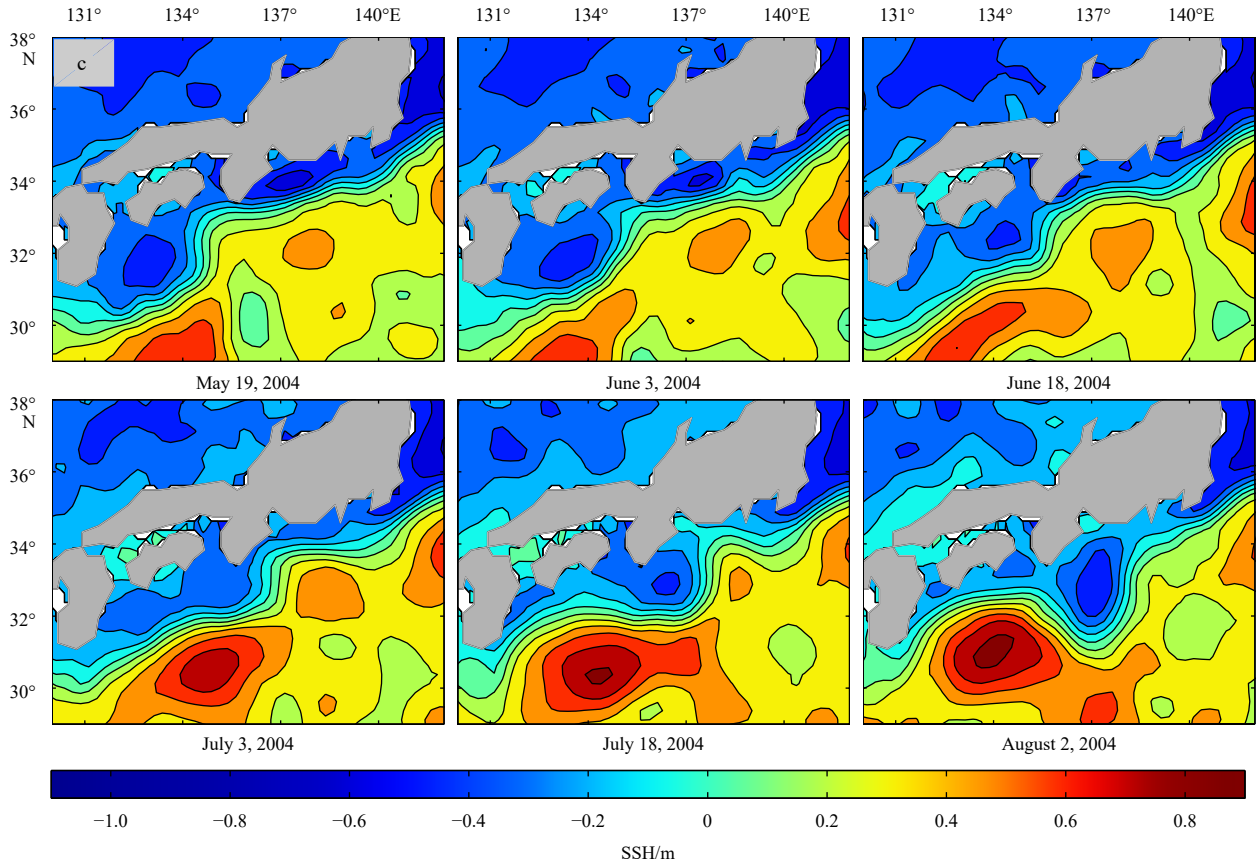 131° 134° 137° 140°E 131° 134° 137° 140°E 131° 134° 137° 140°E
38°
N
c
36°
34°
32°
30°
May 19, 2004 June 3, 2004 June 18, 2004
38°
N
36°
34°
32°
30°
July 3, 2004 July 18, 2004 August 2, 2004
−1.0 −0.8 −0.6 −0.4 −0.2 0 0.2 0.4 0.6 0.8
SSH/m